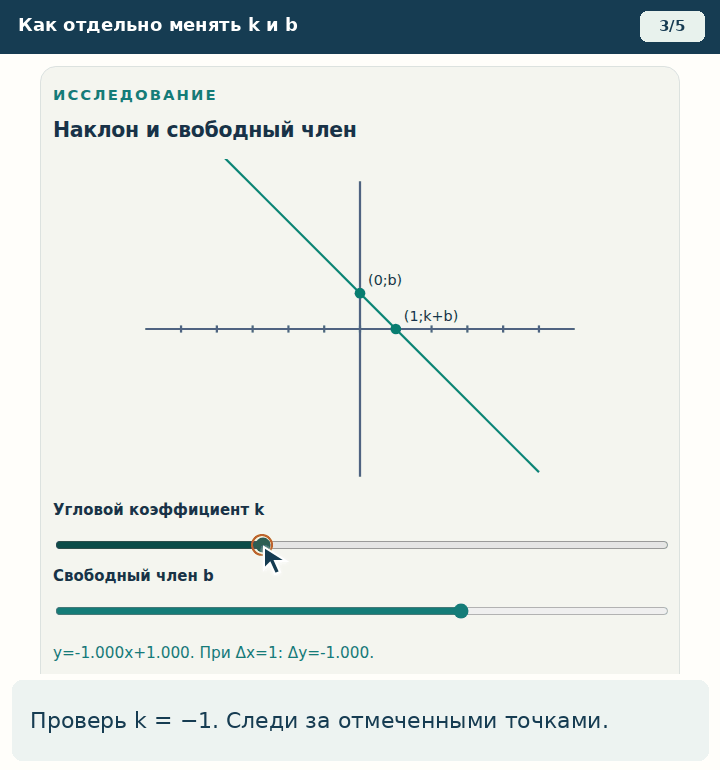 Как отдельно менять k и b
3/5
ИССЛЕДОВАНИЕ
Наклон и свободный член
(0;b)
(1;k+b)
Угловой коэффициент k
Свободный член b
y=-1.000x+1.000. При Δx=1: Δy=-1.000.
Проверь k = −1. Следи за отмеченными точками.